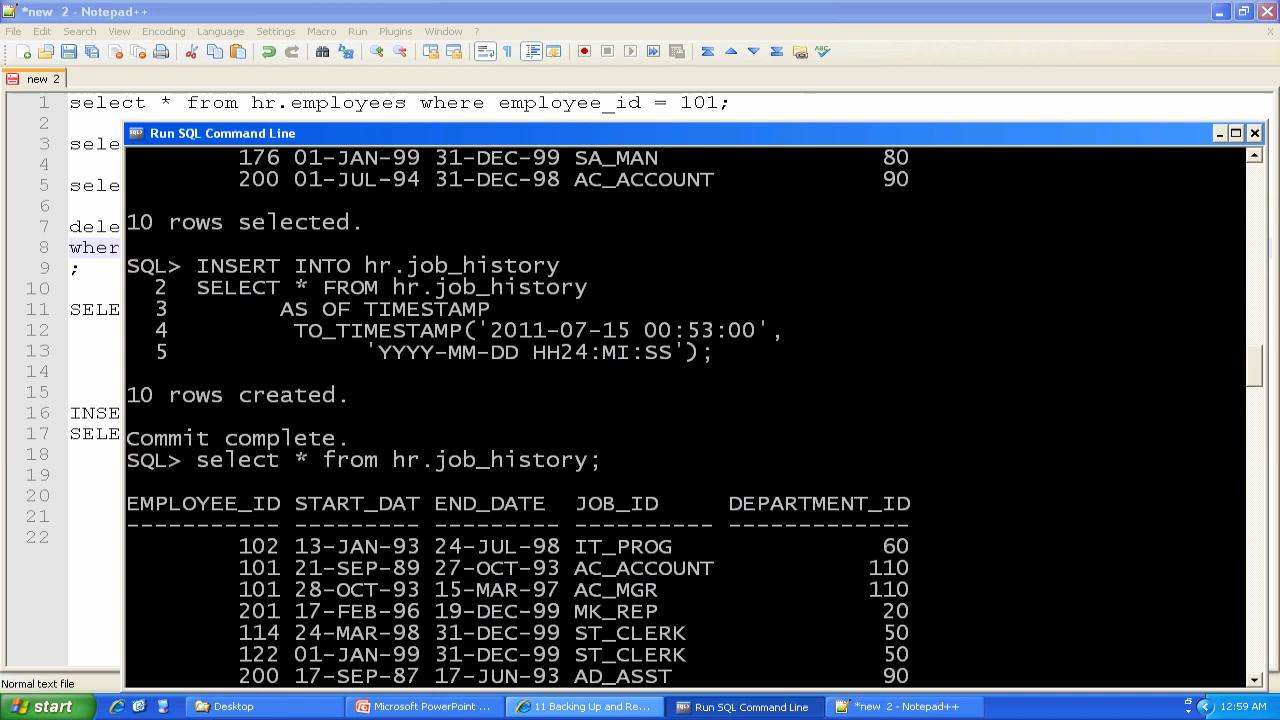 *new  2 - Notepad++
File Edit Search View Encoding Language Settings Macro Run Plugins Window ?
new 2
1 select * from hr.employees where employee_id = 101;
2
Run SQL Command Line
3 sele
4
176 01-JAN-99 31-DEC-99 SA_MAN 80
5 sele
200 01-JUL-94 31-DEC-98 AC_ACCOUNT 90
6
7 dele
10 rows selected.
8 wher
9 ;
SQL> INSERT INTO hr.job_history
10
2 SELECT * FROM hr.job_history
11 SELE
3 AS OF TIMESTAMP
12
4 TO_TIMESTAMP('2011-07-15 00:53:00',
13
5 'YYYY-MM-DD HH24:MI:SS');
14
15
10 rows created.
16 INSE
17 SELE
Commit complete.
18
SQL> select * from hr.job_history;
19
20
EMPLOYEE_ID START_DAT END_DATE JOB_ID DEPARTMENT_ID
21
----------- --------- --------- ---------- -------------
22
102 13-JAN-93 24-JUL-98 IT_PROG 60
101 21-SEP-89 27-OCT-93 AC_ACCOUNT 110
101 28-OCT-93 15-MAR-97 AC_MGR 110
201 17-FEB-96 19-DEC-99 MK_REP 20
114 24-MAR-98 31-DEC-99 ST_CLERK 50
122 01-JAN-99 31-DEC-99 ST_CLERK 50
200 17-SEP-87 17-JUN-93 AD_ASST 90
Normal text file
start Desktop Microsoft PowerPoint ... 11 Backing Up and Re... Run SQL Command Line *new 2 - Notepad++ 12:59 AM